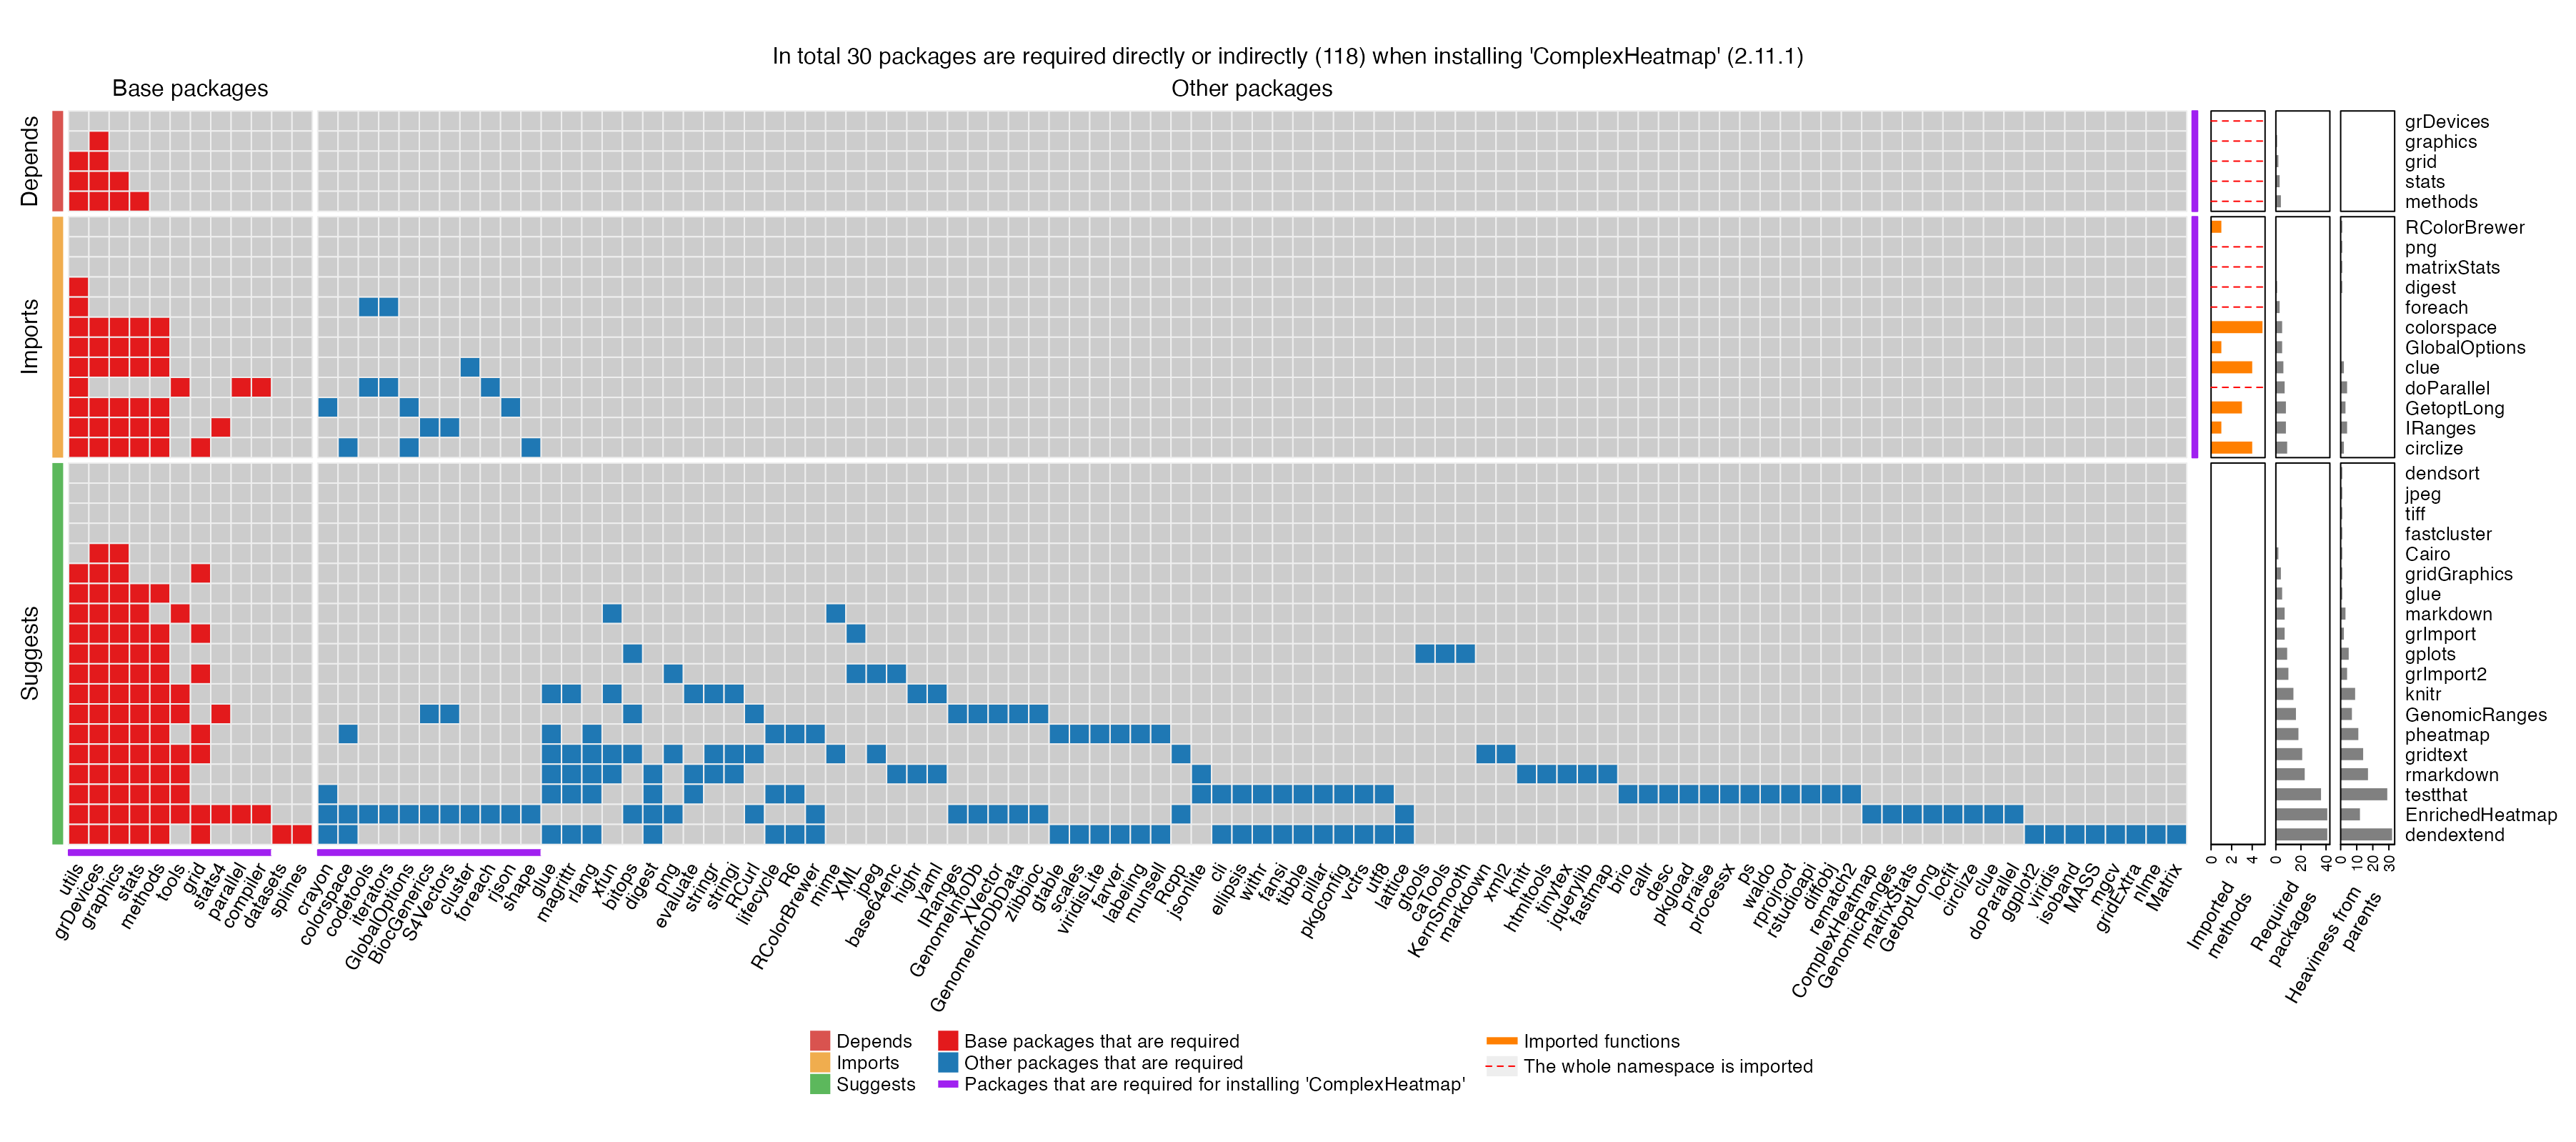 In total 30 packages are required directly or indirectly (118) when installing 'ComplexHeatmap' (2.11.1)
Base packages
Other packages
Depends
Imports
Suggests
grDevices
graphics
grid
stats
methods
RColorBrewer
png
matrixStats
digest
foreach
colorspace
GlobalOptions
clue
doParallel
GetoptLong
IRanges
circlize
dendsort
jpeg
tiff
fastcluster
Cairo
gridGraphics
glue
markdown
grImport
gplots
grImport2
knitr
GenomicRanges
pheatmap
gridtext
rmarkdown
testthat
EnrichedHeatmap
dendextend
utils
grDevices
graphics
stats
methods
tools
grid
stats4
parallel
compiler
datasets
splines
crayon
colorspace
codetools
iterators
GlobalOptions
BiocGenerics
S4Vectors
cluster
foreach
rjson
shape
glue
magrittr
rlang
xfun
bitops
digest
png
evaluate
stringr
stringi
RCurl
lifecycle
R6
RColorBrewer
mime
XML
jpeg
base64enc
highr
yaml
IRanges
GenomeInfoDb
XVector
GenomeInfoDbData
zlibbioc
gtable
scales
viridisLite
farver
labeling
munsell
Rcpp
jsonlite
cli
ellipsis
withr
fansi
tibble
pillar
pkgconfig
vctrs
utf8
lattice
gtools
caTools
KernSmooth
markdown
xml2
knitr
htmltools
tinytex
jquerylib
fastmap
brio
callr
desc
pkgload
praise
processx
ps
waldo
rprojroot
rstudioapi
diffobj
rematch2
ComplexHeatmap
GenomicRanges
matrixStats
GetoptLong
locfit
circlize
clue
doParallel
ggplot2
viridis
isoband
MASS
mgcv
gridExtra
nlme
Matrix
0 2 4
Imported
methods
0 20 40
Required
packages
0 10 20 30
Heaviness from
parents
Depends
Imports
Suggests
Base packages that are required
Other packages that are required
Packages that are required for installing 'ComplexHeatmap'
Imported functions
The whole namespace is imported